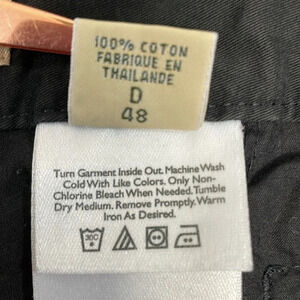 100% COTON
FABRIQUE EN
THAILANDE
D
48
Turn Garment Inside Out. Machine Wash
Cold With Like Colors. Only Non-
Chlorine Bleach When Needed. Tumble
Dry Medium. Remove Promptly. Warm
Iron As Desired.
30C